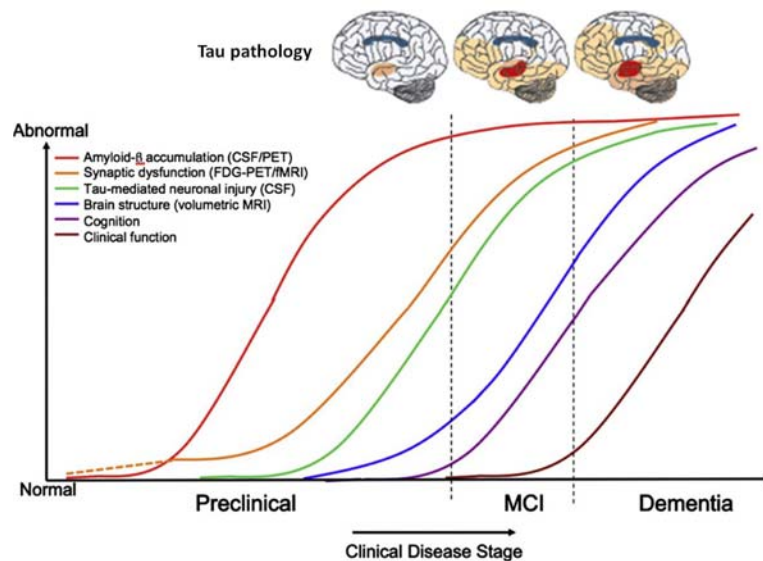 Tau pathology
Abnormal
Amyloid-β accumulation (CSF/PET)
Synaptic dysfunction (FDG-PET/fMRI)
Tau-mediated neuronal injury (CSF)
Brain structure (volumetric MRI)
Cognition
Clinical function
Normal
Preclinical MCI Dementia
Clinical Disease Stage